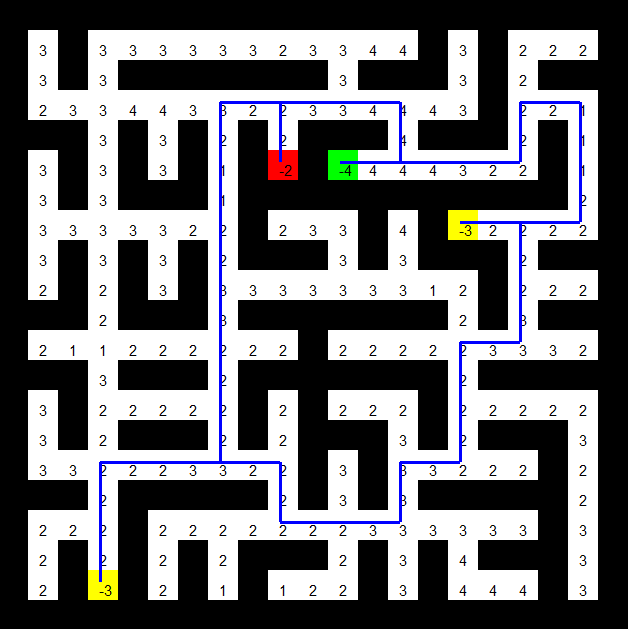 3 3 3 3 3 3 3 2 3 3 4 4 3 2 2 2
3 3 3 3 2
2 3 3 4 4 3 3 2 2 3 3 4 4 4 3 2 2 1
3 3 2 2 4 2 1
3 3 3 1 -2 -4 4 4 4 3 2 2 1
3 3 1 2
3 3 3 3 3 2 2 2 3 3 4 -3 2 2 2 2
3 3 3 2 3 3 2
2 2 3 3 3 3 3 3 3 3 1 2 2 2 2
2 3 2 3
2 1 1 2 2 2 2 2 2 2 2 2 2 2 3 3 3 2
3 2 2
3 2 2 2 2 2 2 2 2 2 2 2 2 2 2
3 2 2 2 3 2 3
3 3 2 2 2 3 3 2 2 3 3 3 2 2 2 2
2 2 3 3 2
2 2 2 2 2 2 2 2 2 2 3 3 3 3 3 3 3
2 2 2 2 2 3 4 3
2 -3 2 1 1 2 2 3 4 4 4 3